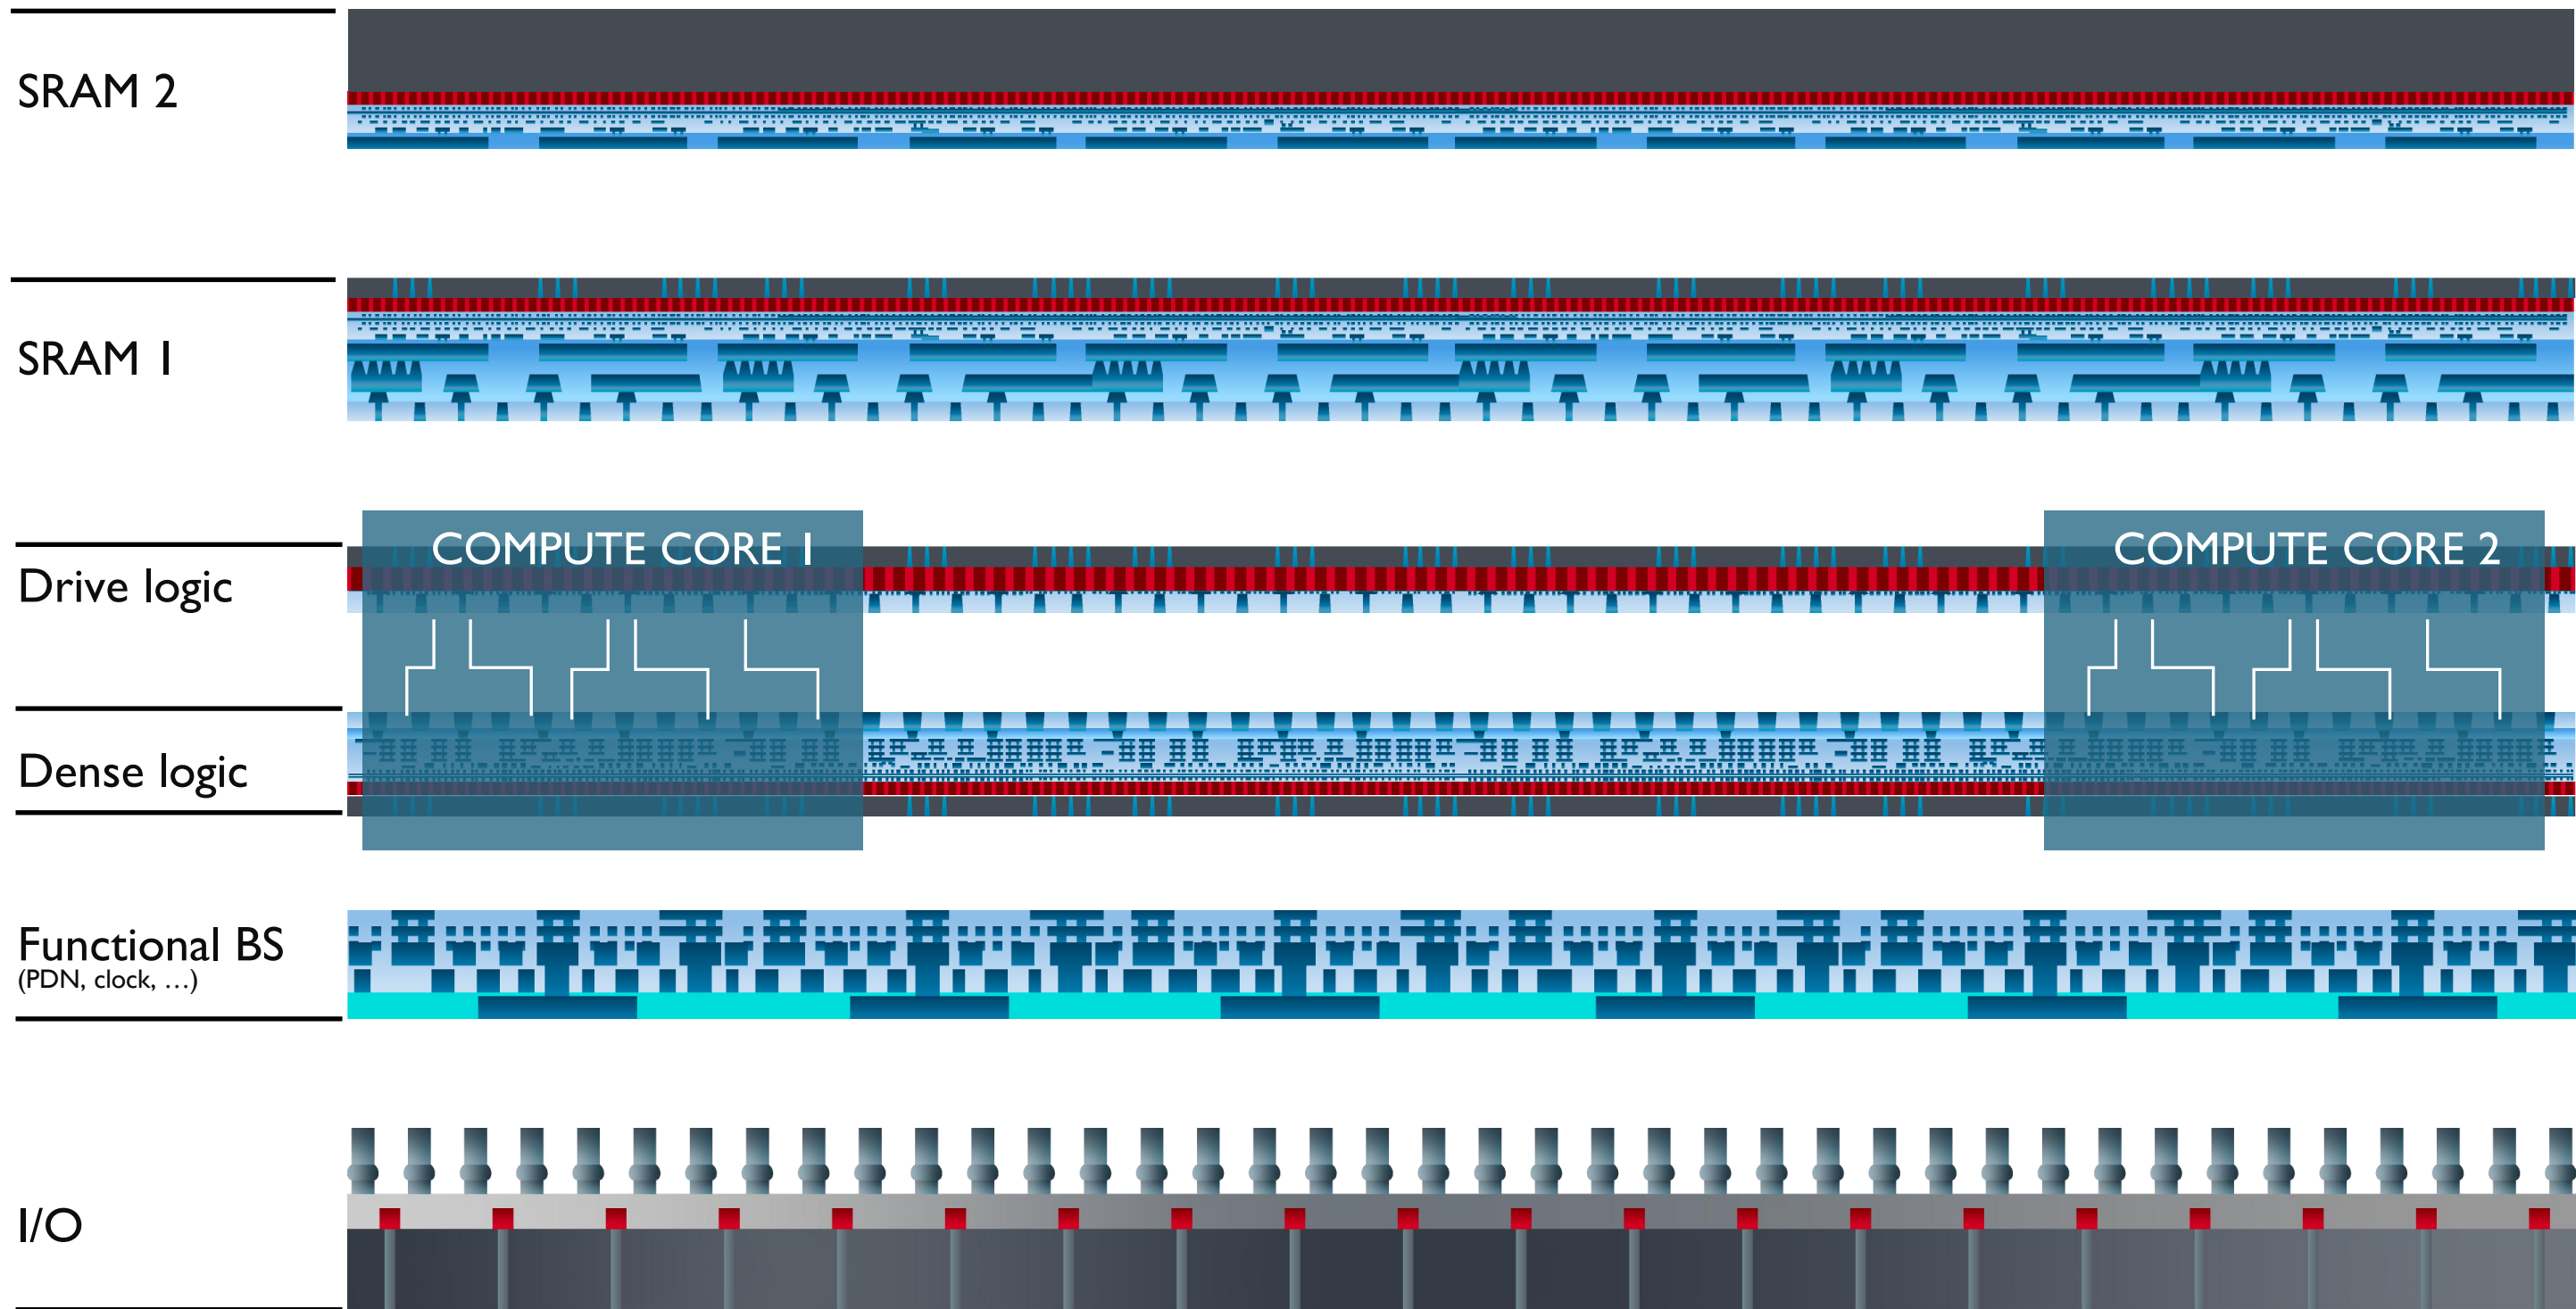 SRAM 2
SRAM 1
COMPUTE CORE 1
COMPUTE CORE 2
Drive logic
Dense logic
Functional BS
(PDN, clock, ...)
I/O